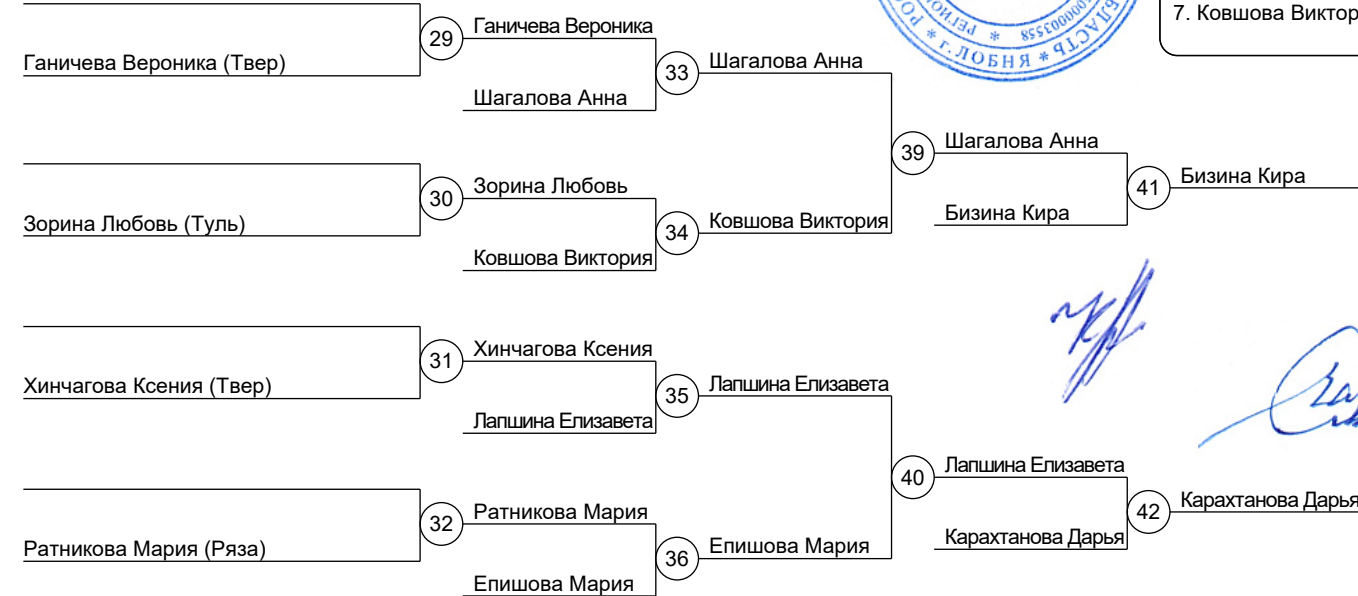 7. Ковшова Виктор
* г. ЛОБНЯ *
Ганичева Вероника
29
Ганичева Вероника (Твер)
Шагалова Анна
33
Шагалова Анна
Шагалова Анна
39
Бизина Кира
41
Зорина Любовь
30
Бизина Кира
Зорина Любовь (Туль)
Ковшова Виктория
34
Ковшова Виктория
Хинчагова Ксения
31
Лапшина Елизавета
Хинчагова Ксения (Твер)
35
Лапшина Елизавета
Лапшина Елизавета
40
Карахтанова Дарья
42
Ратникова Мария
32
Карахтанова Дарья
Ратникова Мария (Ряза)
Епишова Мария
36
Епишова Мария